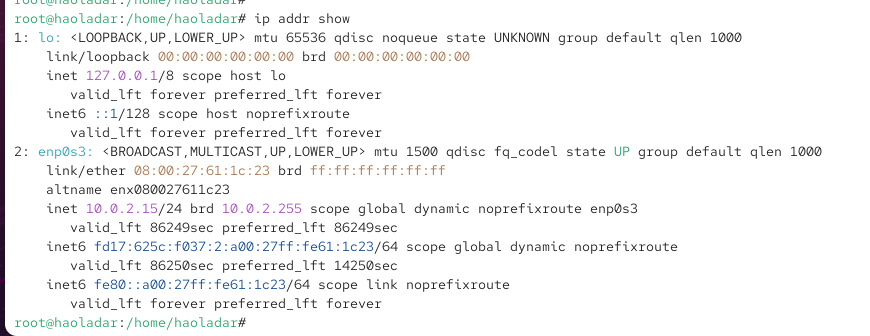 root@haoladar:/home/haoladar#
root@haoladar:/home/haoladar# ip addr show
1: lo: <LOOPBACK,UP,LOWER_UP> mtu 65536 qdisc noqueue state UNKNOWN group default qlen 1000
    link/loopback 00:00:00:00:00:00 brd 00:00:00:00:00:00
    inet 127.0.0.1/8 scope host lo
       valid_lft forever preferred_lft forever
    inet6 ::1/128 scope host noprefixroute
       valid_lft forever preferred_lft forever
2: enp0s3: <BROADCAST,MULTICAST,UP,LOWER_UP> mtu 1500 qdisc fq_codel state UP group default qlen 1000
    link/ether 08:00:27:61:1c:23 brd ff:ff:ff:ff:ff:ff
    altname enx080027611c23
    inet 10.0.2.15/24 brd 10.0.2.255 scope global dynamic noprefixroute enp0s3
       valid_lft 86249sec preferred_lft 86249sec
    inet6 fd17:625c:f037:2:a00:27ff:fe61:1c23/64 scope global dynamic noprefixroute
       valid_lft 86250sec preferred_lft 14250sec
    inet6 fe80::a00:27ff:fe61:1c23/64 scope link noprefixroute
       valid_lft forever preferred_lft forever
root@haoladar:/home/haoladar#